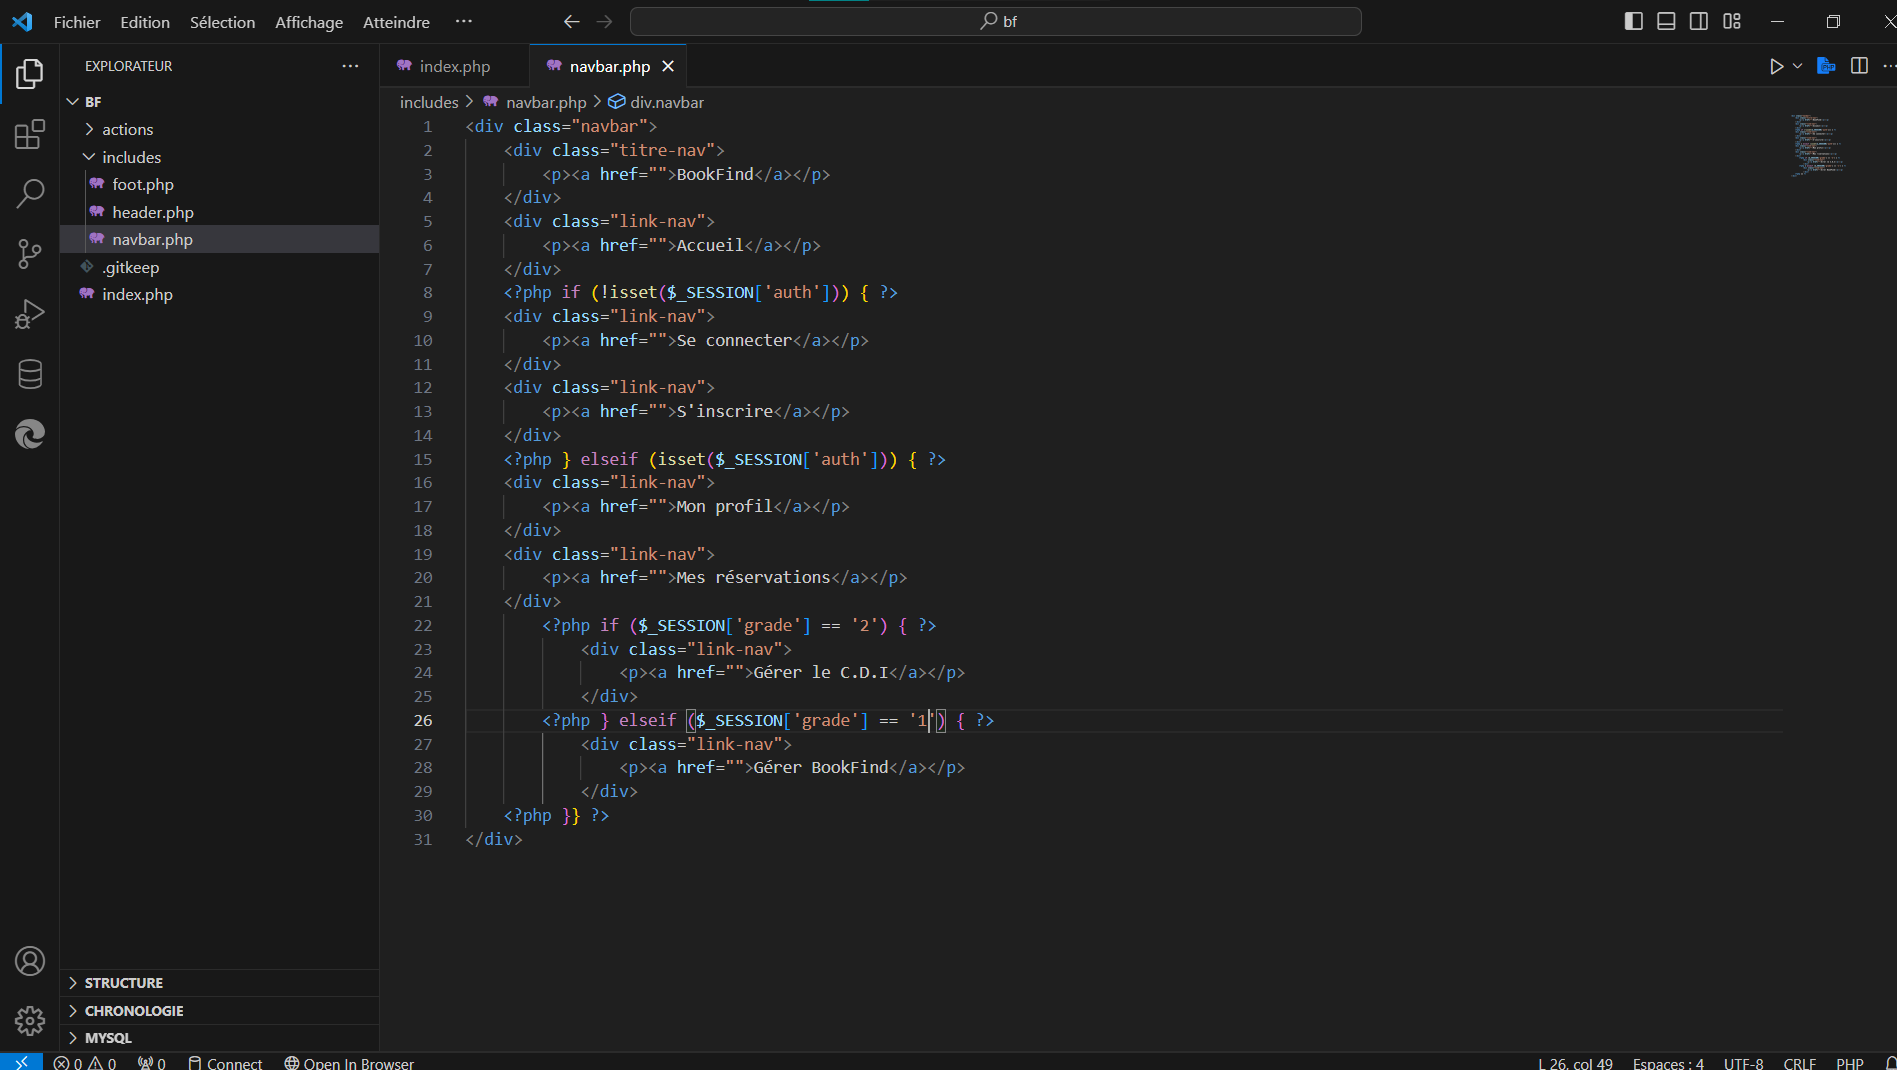 Fichier Edition Sélection Affichage Atteindre ···
bf
EXPLORATEUR ···
BF
actions
includes
foot.php
header.php
navbar.php
.gitkeep
index.php
STRUCTURE
CHRONOLOGIE
MYSQL
index.php navbar.php
includes > navbar.php > div.navbar
1 <div class="navbar">
2 <div class="titre-nav">
3 <p><a href="">BookFind</a></p>
4 </div>
5 <div class="link-nav">
6 <p><a href="">Accueil</a></p>
7 </div>
8 <?php if (!isset($_SESSION['auth'])) { ?>
9 <div class="link-nav">
10 <p><a href="">Se connecter</a></p>
11 </div>
12 <div class="link-nav">
13 <p><a href="">S'inscrire</a></p>
14 </div>
15 <?php } elseif (isset($_SESSION['auth'])) { ?>
16 <div class="link-nav">
17 <p><a href="">Mon profil</a></p>
18 </div>
19 <div class="link-nav">
20 <p><a href="">Mes réservations</a></p>
21 </div>
22 <?php if ($_SESSION['grade'] == '2') { ?>
23 <div class="link-nav">
24 <p><a href="">Gérer le C.D.I</a></p>
25 </div>
26 <?php } elseif ($_SESSION['grade'] == '1') { ?>
27 <div class="link-nav">
28 <p><a href="">Gérer BookFind</a></p>
29 </div>
30 <?php }} ?>
31 </div>
0 0 0 Connect Open In Browser L 26, col 49 Espaces : 4 UTF-8 CRLF PHP